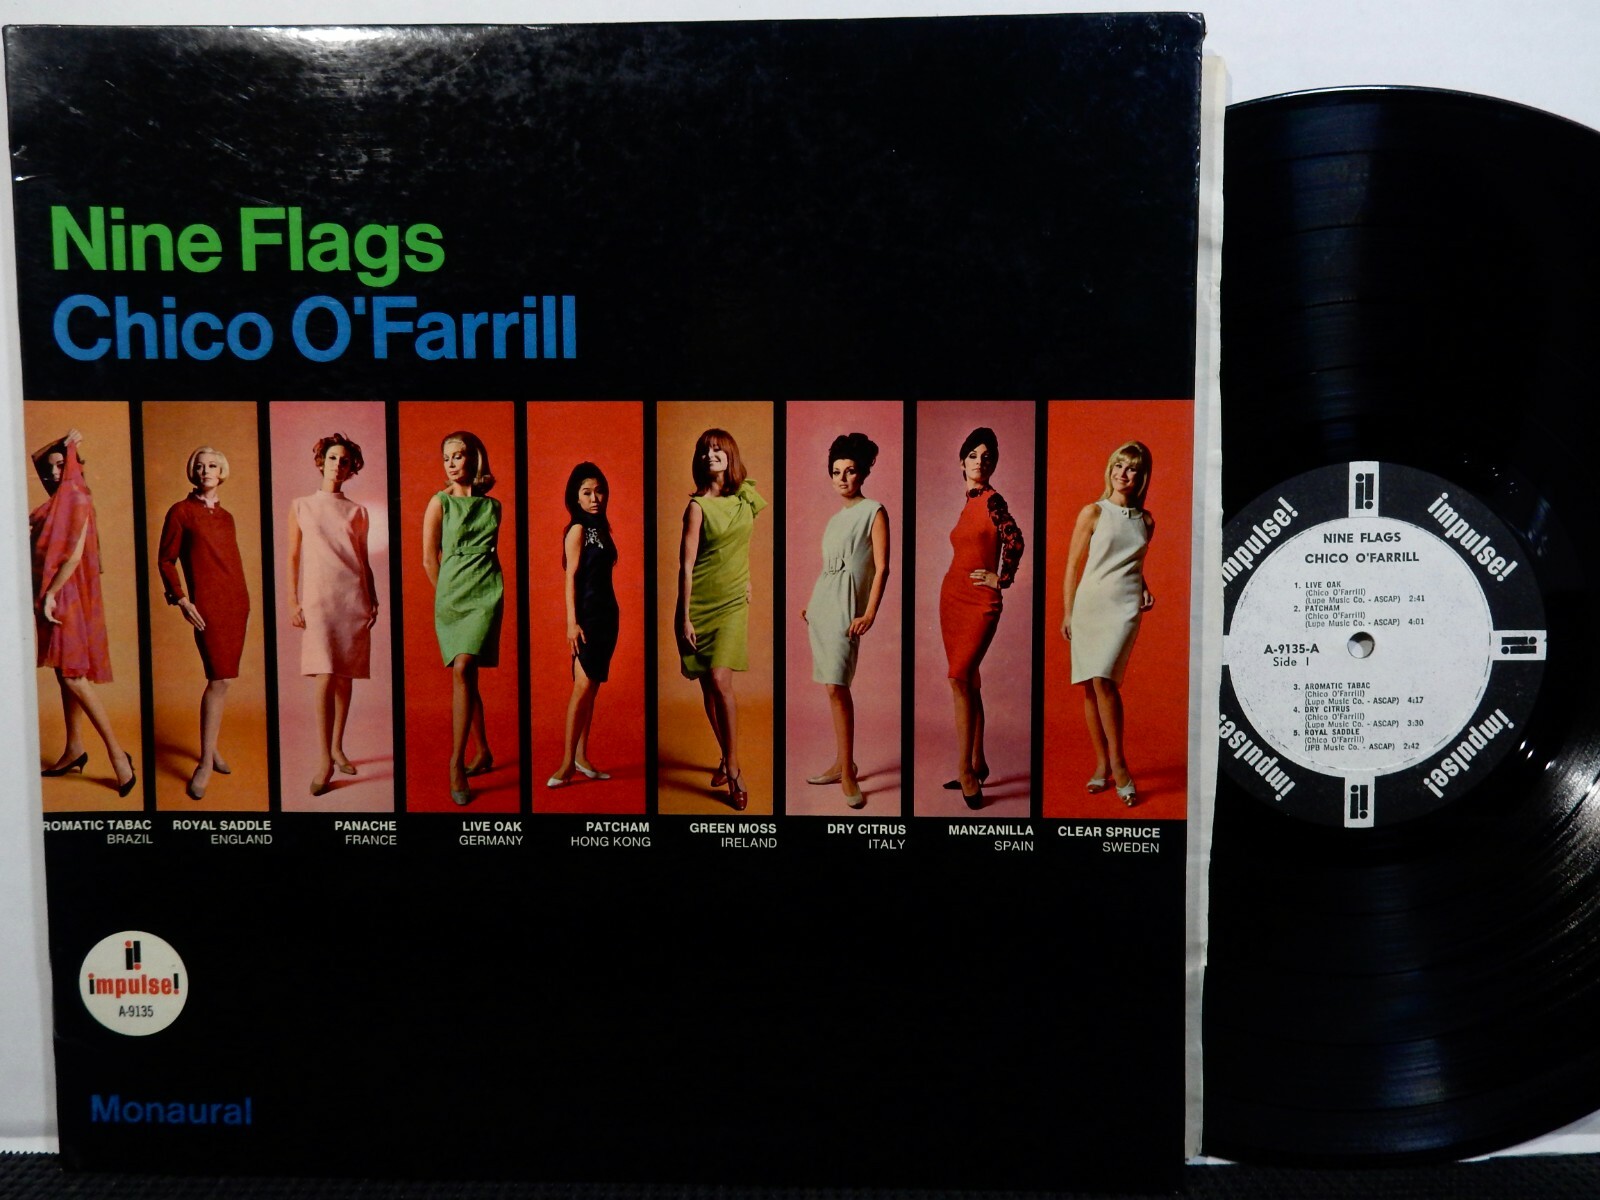 Nine Flags
Chico O'Farrill
ROMATIC TABAC
BRAZIL
ROYAL SADDLE
ENGLAND
PANACHE
FRANCE
LIVE OAK
GERMANY
PATCHAM
HONG KONG
GREEN MOSS
IRELAND
DRY CITRUS
ITALY
MANZANILLA
SPAIN
CLEAR SPRUCE
SWEDEN
i!
impulse!
A-9135
Monaural
i!
impulse!
impulse!
NINE FLAGS
CHICO O'FARRILL
1. LIVE OAK
(Chico O'Farrill)
(Lupe Music Co. - ASCAP) 2:41
2. PATCHAM
(Chico O'Farrill)
(Lupe Music Co. - ASCAP) 4:01
A-9135-A
Side I
i!
3. AROMATIC TABAC
(Chico O'Farrill)
(Lupe Music Co. - ASCAP) 4:17
4. DRY CITRUS
(Chico O'Farrill)
(Lupe Music Co. - ASCAP) 3:30
5. ROYAL SADDLE
(Chico O'Farrill)
(JPB Music Co. - ASCAP) 2:42
impulse!
impulse!
impulse!
i!